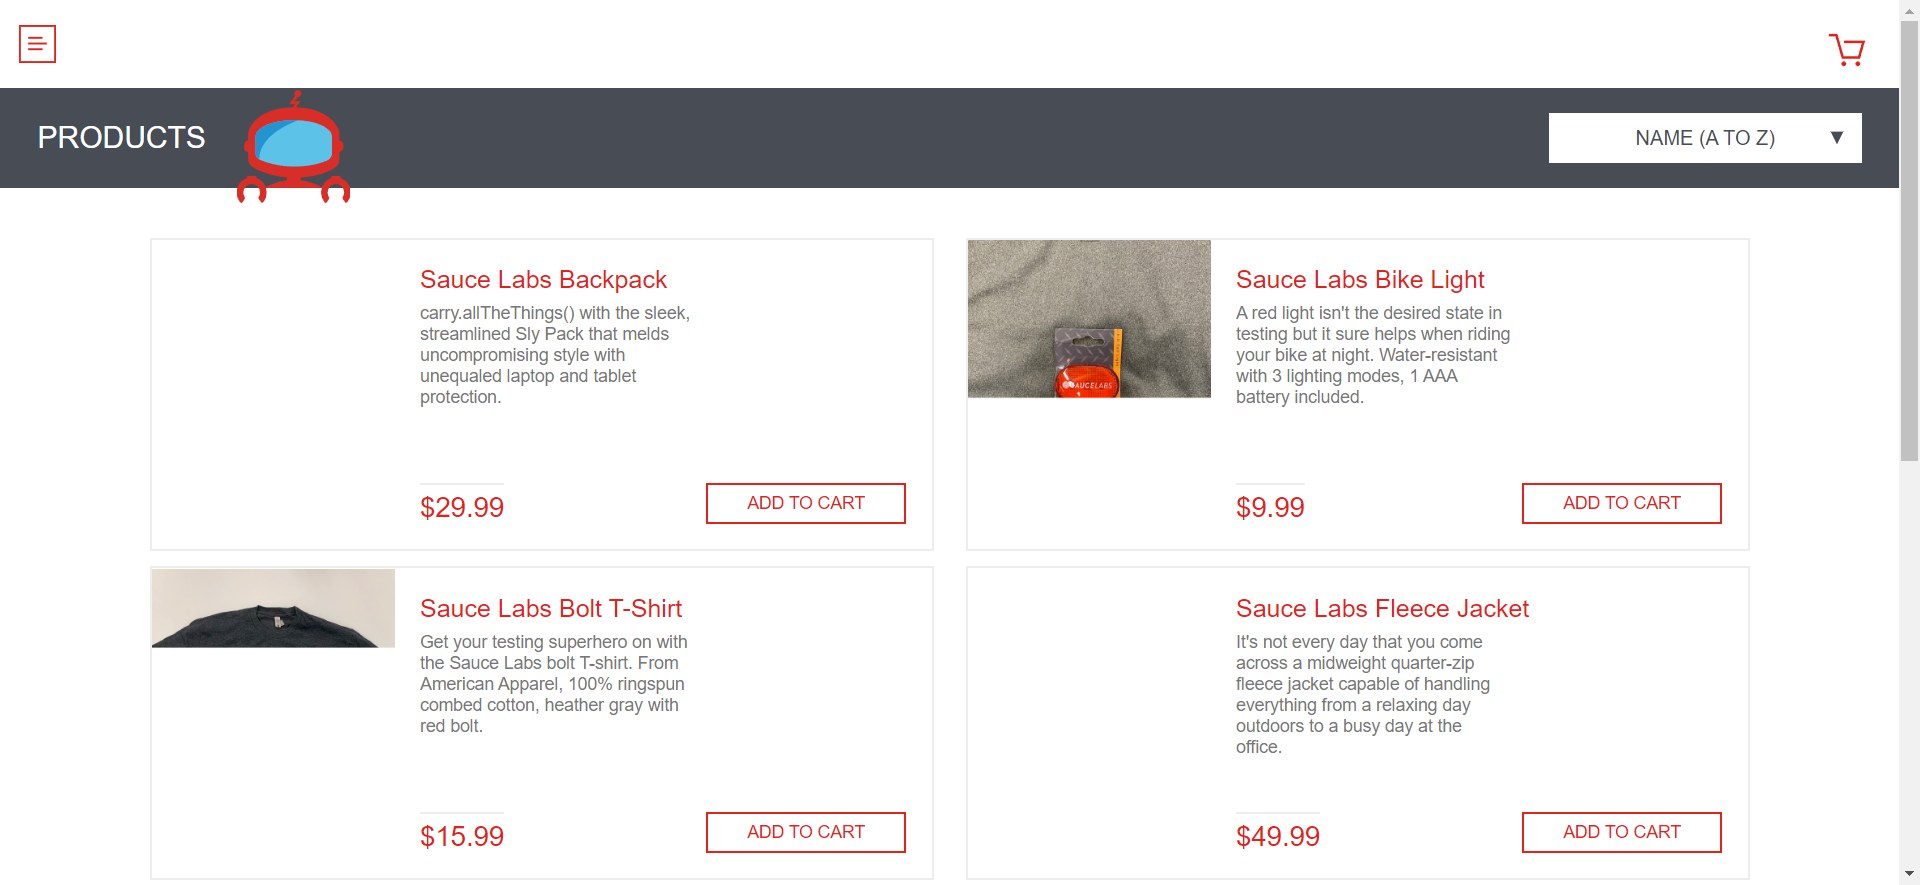 PRODUCTS
NAME (A TO Z)
Sauce Labs Backpack
carry.allTheThings() with the sleek,
streamlined Sly Pack that melds
uncompromising style with
unequaled laptop and tablet
protection.
$29.99
ADD TO CART
Sauce Labs Bike Light
A red light isn't the desired state in
testing but it sure helps when riding
your bike at night. Water-resistant
with 3 lighting modes, 1 AAA
battery included.
$9.99
ADD TO CART
Sauce Labs Bolt T-Shirt
Get your testing superhero on with
the Sauce Labs bolt T-shirt. From
American Apparel, 100% ringspun
combed cotton, heather gray with
red bolt.
$15.99
ADD TO CART
Sauce Labs Fleece Jacket
It's not every day that you come
across a midweight quarter-zip
fleece jacket capable of handling
everything from a relaxing day
outdoors to a busy day at the
office.
$49.99
ADD TO CART